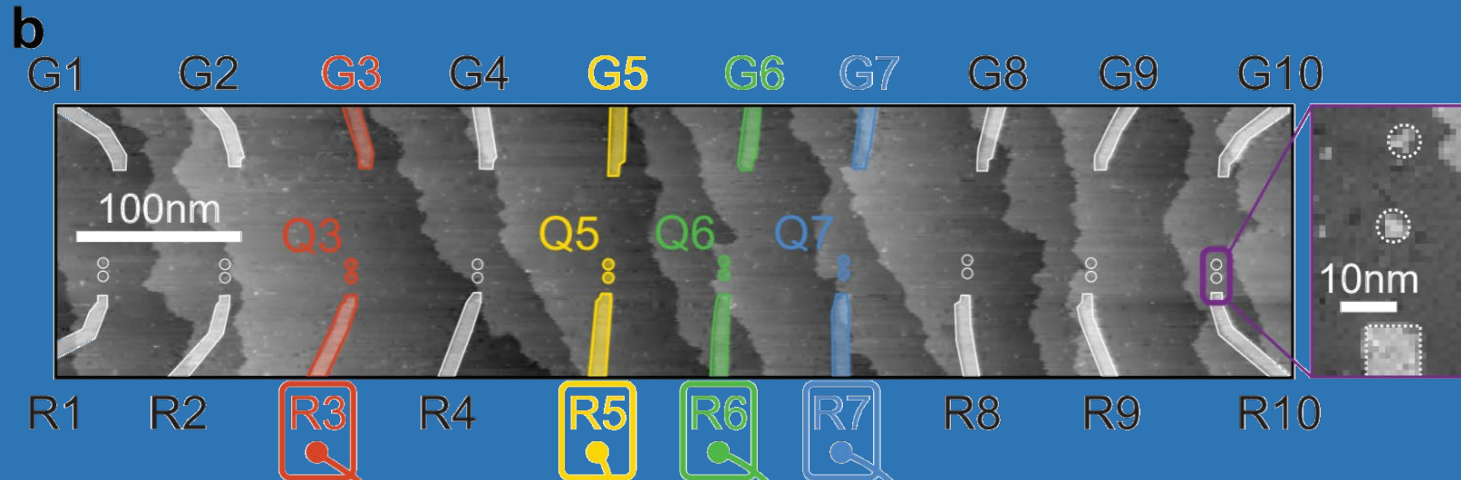 b
G1 G2 G3 G4 G5 G6 G7 G8 G9 G10
100nm
Q3 Q5 Q6 Q7
10nm
R1 R2 R3 R4 R5 R6 R7 R8 R9 R10